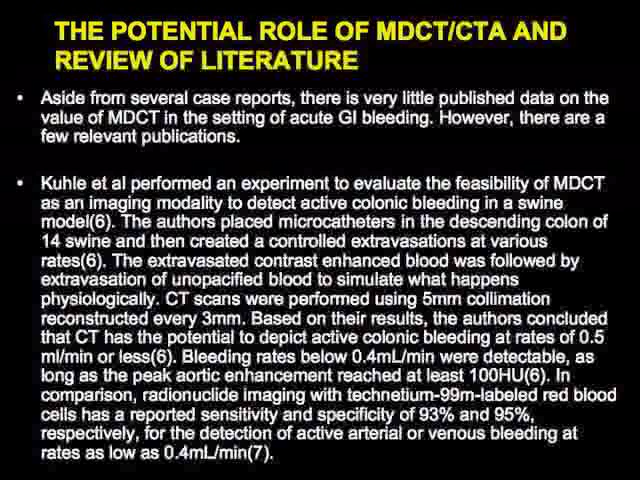 THE POTENTIAL ROLE OF MDCT/CTA AND
REVIEW OF LITERATURE
• Aside from several case reports, there is very little published data on the
value of MDCT in the setting of acute GI bleeding. However, there are a
few relevant publications.
• Kuhle et al performed an experiment to evaluate the feasibility of MDCT
as an imaging modality to detect active colonic bleeding in a swine
model(6). The authors placed microcatheters in the descending colon of
14 swine and then created a controlled extravasations at various
rates(6). The extravasated contrast enhanced blood was followed by
extravasation of unopacified blood to simulate what happens
physiologically. CT scans were performed using 5mm collimation
reconstructed every 3mm. Based on their results, the authors concluded
that CT has the potential to depict active colonic bleeding at rates of 0.5
ml/min or less(6). Bleeding rates below 0.4mL/min were detectable, as
long as the peak aortic enhancement reached at least 100HU(6). In
comparison, radionuclide imaging with technetium-99m-labeled red blood
cells has a reported sensitivity and specificity of 93% and 95%,
respectively, for the detection of active arterial or venous bleeding at
rates as low as 0.4mL/min(7).